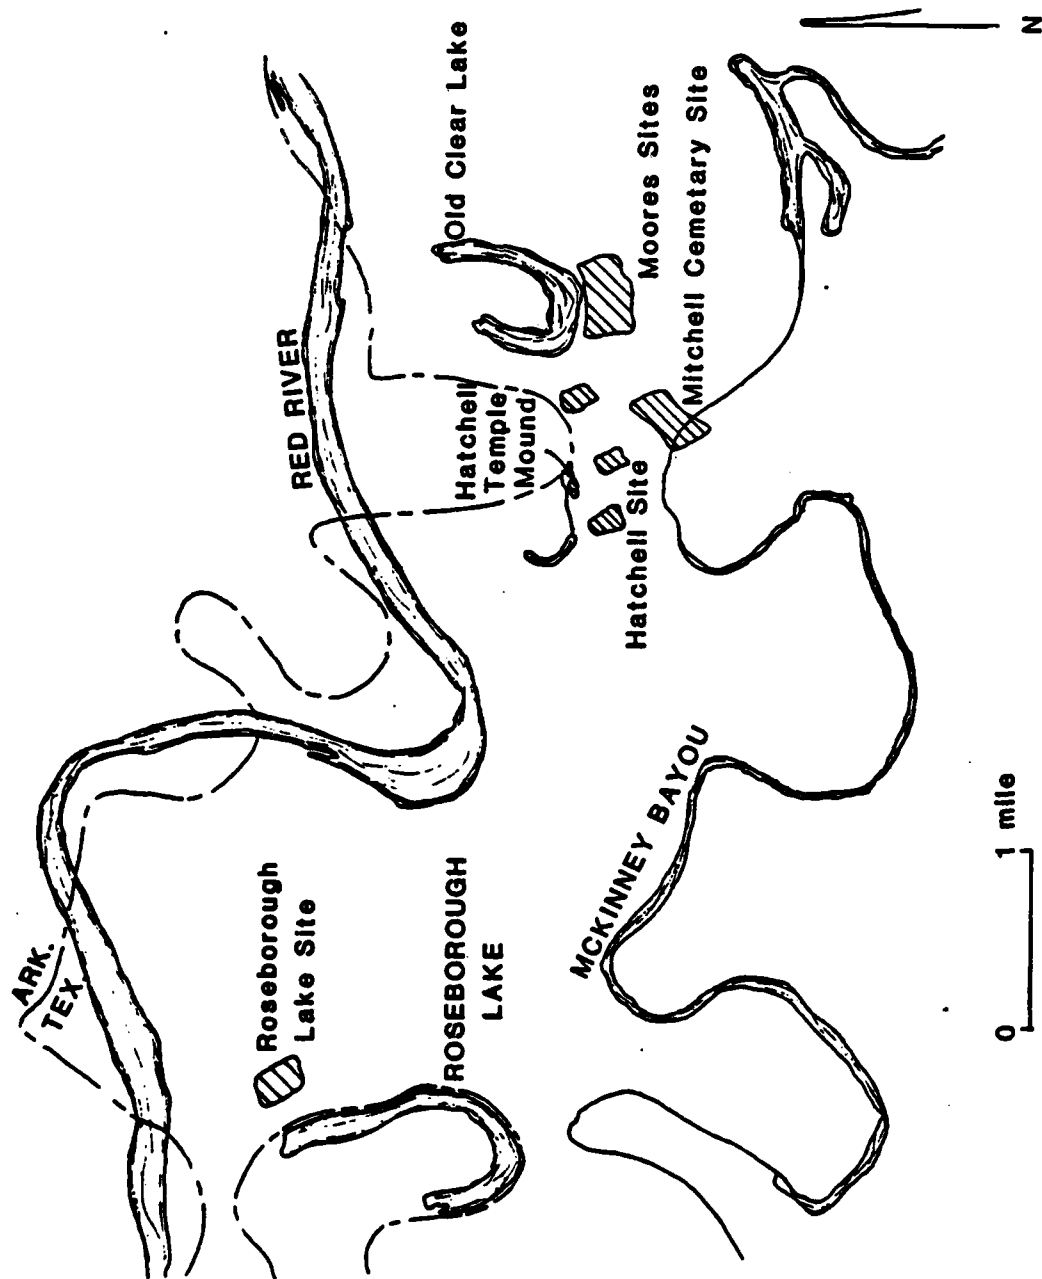 ARK.
TEX
RED RIVER
Old Clear Lake
Hatchell
Temple
Mound
Moores Sites
Mitchell Cemetary Site
Hatchell Site
Roseborough
Lake Site
ROSEBOROUGH
LAKE
MCKINNEY BAYOU
0 1 mile
N